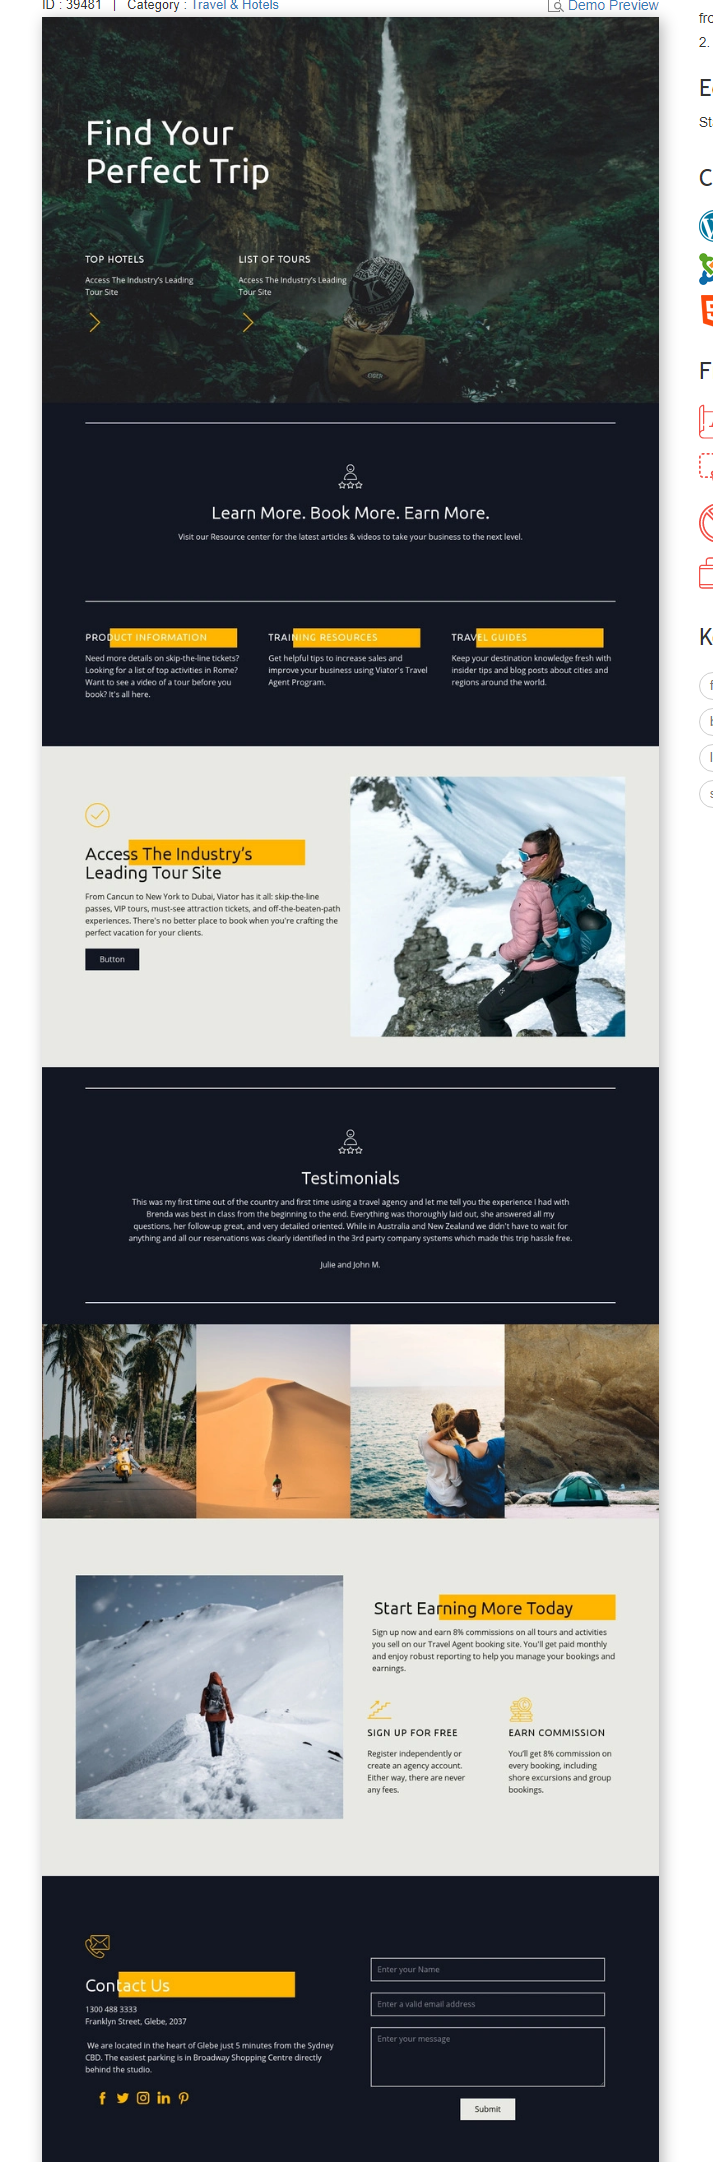 ID : 39481 | Category : Travel & Hotels
Demo Preview
Find Your
Perfect Trip
TOP HOTELS
Access The Industry's Leading
Tour Site
LIST OF TOURS
Access The Industry's Leading
Tour Site
Learn More. Book More. Earn More.
Visit our Resource center for the latest articles & videos to take your business to the next level.
PRODUCT INFORMATION
Need more details on skip-the-line tickets?
Looking for a list of top activities in Rome?
Want to see a video of a tour before you
book? It's all here.
TRAINING RESOURCES
Get helpful tips to increase sales and
improve your business using Viator's Travel
Agent Program.
TRAVEL GUIDES
Keep your destination knowledge fresh with
insider tips and blog posts about cities and
regions around the world.
Access The Industry's
Leading Tour Site
From Cancun to New York to Dubai, Viator has it all: skip-the-line
passes, VIP tours, must-see attraction tickets, and off-the-beaten-path
experiences. There's no better place to book when you're crafting the
perfect vacation for your clients.
Button
Testimonials
This was my first time out of the country and first time using a travel agency and let me tell you the experience I had with
Brenda was best in class from the beginning to the end. Everything was thoroughly laid out, she answered all my
questions, her follow-up great, and very detailed oriented. While in Australia and New Zealand we didn't have to wait for
anything and all our reservations was clearly identified in the 3rd party company systems which made this trip hassle free.
Julie and John M.
Start Earning More Today
Sign up now and earn 8% commissions on all tours and activities
you sell on our Travel Agent booking site. You'll get paid monthly
and enjoy robust reporting to help you manage your bookings and
earnings.
SIGN UP FOR FREE
Register independently or
create an agency account.
Either way, there are never
any fees.
EARN COMMISSION
You'll get 8% commission on
every booking, including
shore excursions and group
bookings.
Contact Us
1300 488 3333
Franklyn Street, Glebe, 2037
We are located in the heart of Glebe just 5 minutes from the Sydney
CBD. The easiest parking is in Broadway Shopping Centre directly
behind the studio.
Enter your Name
Enter a valid email address
Enter your message
Submit
2.